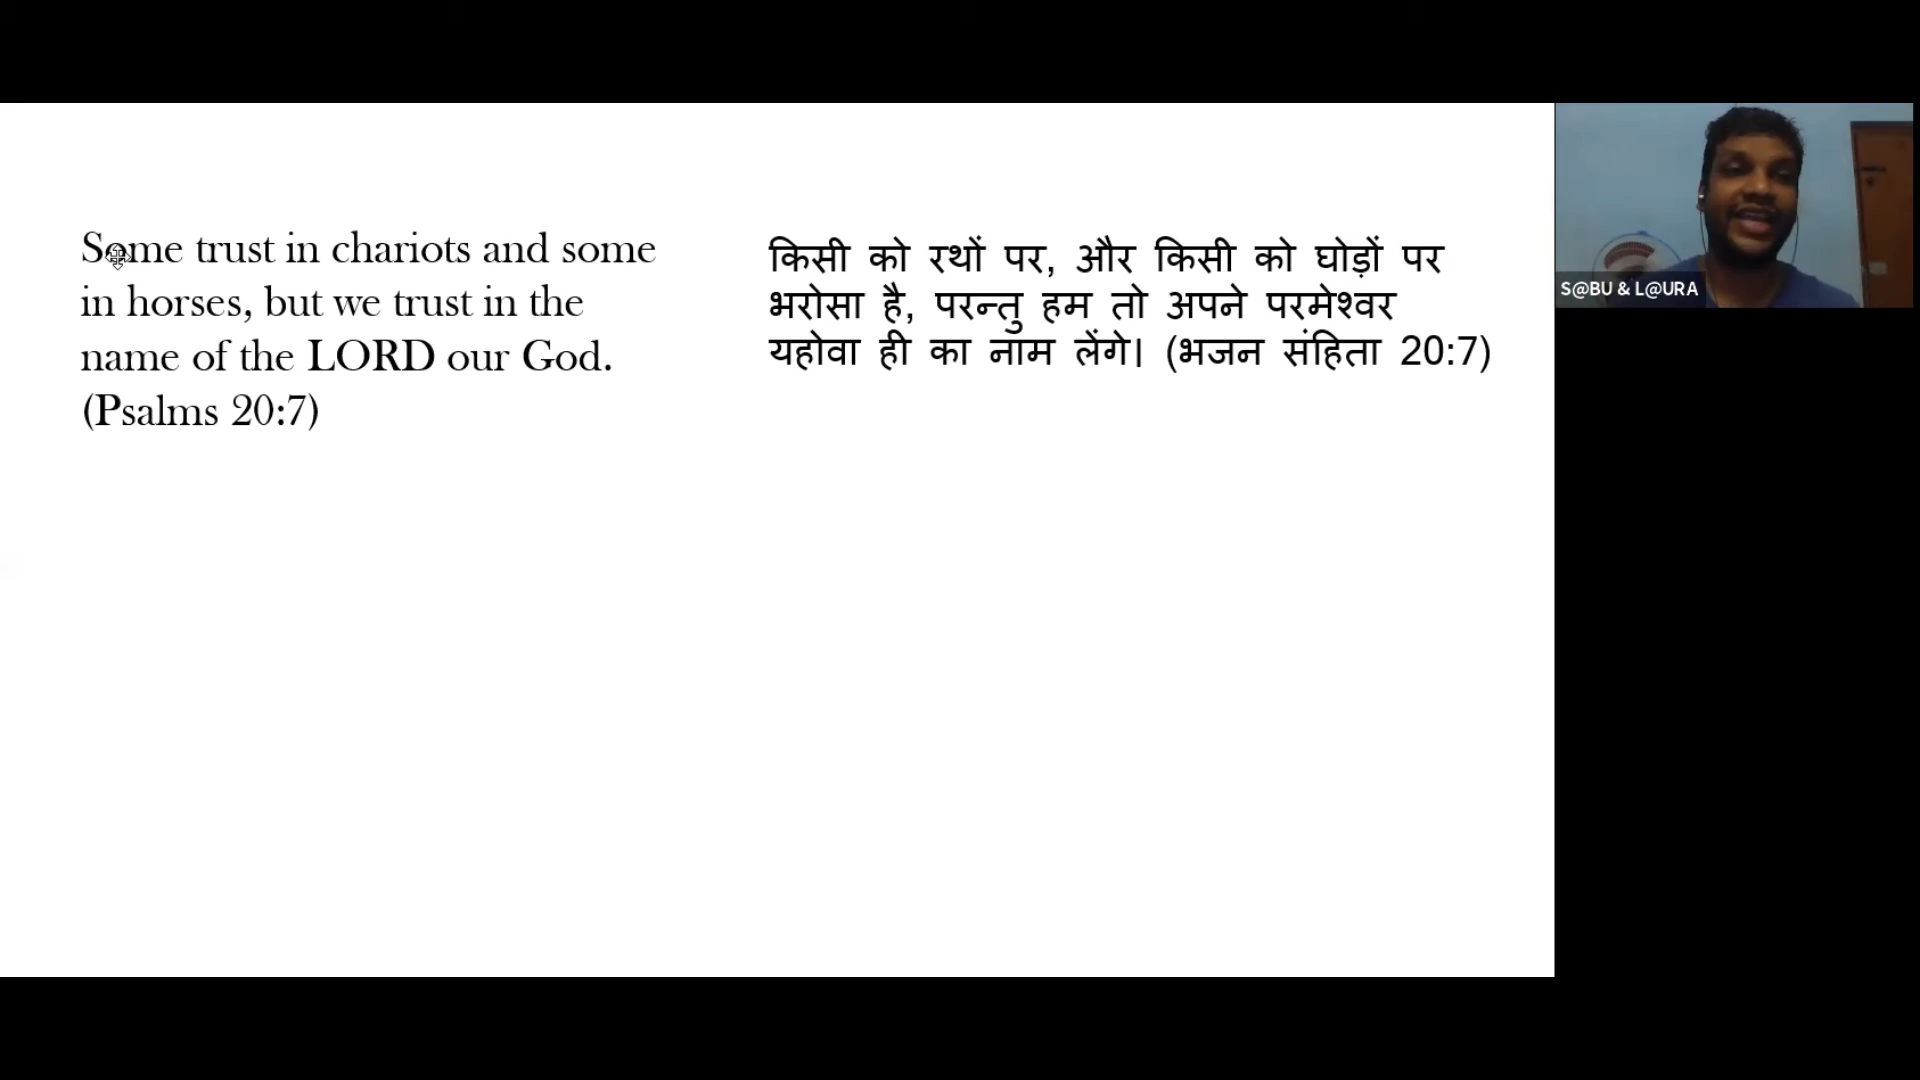 Some trust in chariots and some
in horses, but we trust in the
name of the LORD our God.
(Psalms 20:7)
किसी को रथों पर, और किसी को घोड़ों पर
भरोसा है, परन्तु हम तो अपने परमेश्वर
यहोवा ही का नाम लेंगे। (भजन संहिता 20:7)
S@BU & L@URA